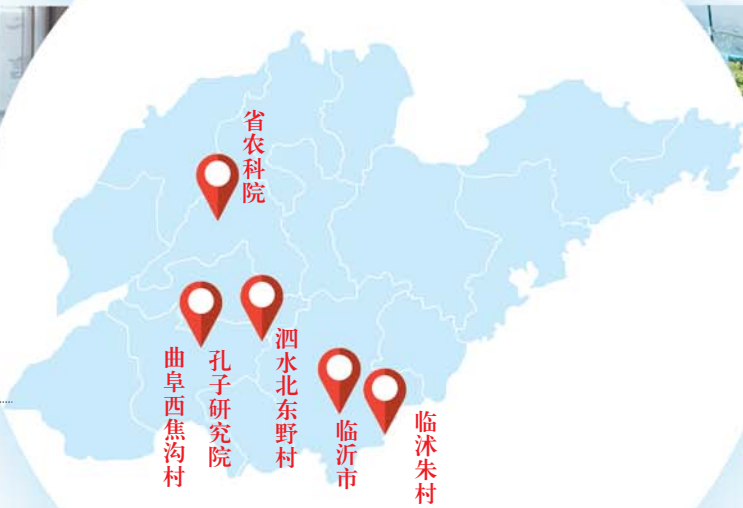 省农科院
曲阜西焦沟村
孔子研究院
泗水北东野村
临沂市
临沭朱村